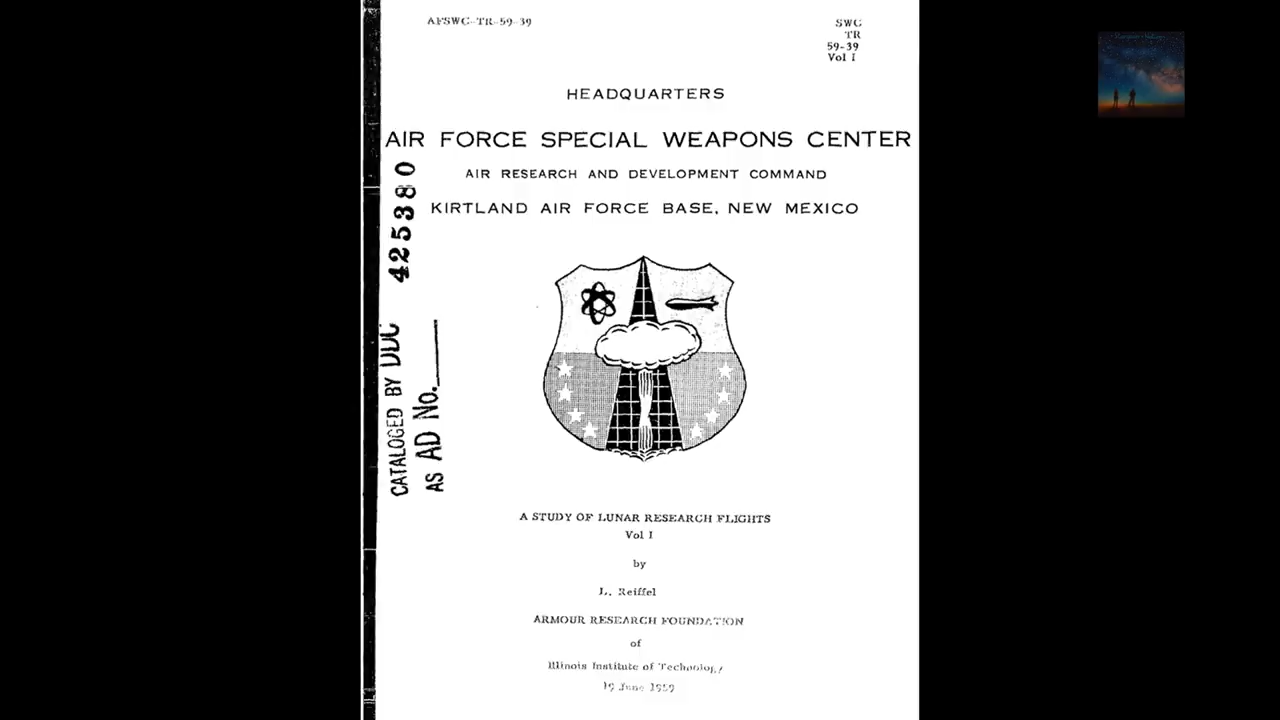 AFSWC-TR-59-39
SWC
TR
59-39
Vol I
HEADQUARTERS
AIR FORCE SPECIAL WEAPONS CENTER
AIR RESEARCH AND DEVELOPMENT COMMAND
KIRTLAND AIR FORCE BASE, NEW MEXICO
425380
CATALOGED BY DDC
AS AD No.
A STUDY OF LUNAR RESEARCH FLIGHTS
Vol I
by
L. Reiffel
ARMOUR RESEARCH FOUNDATION
of
Illinois Institute of Technology
19 June 1959